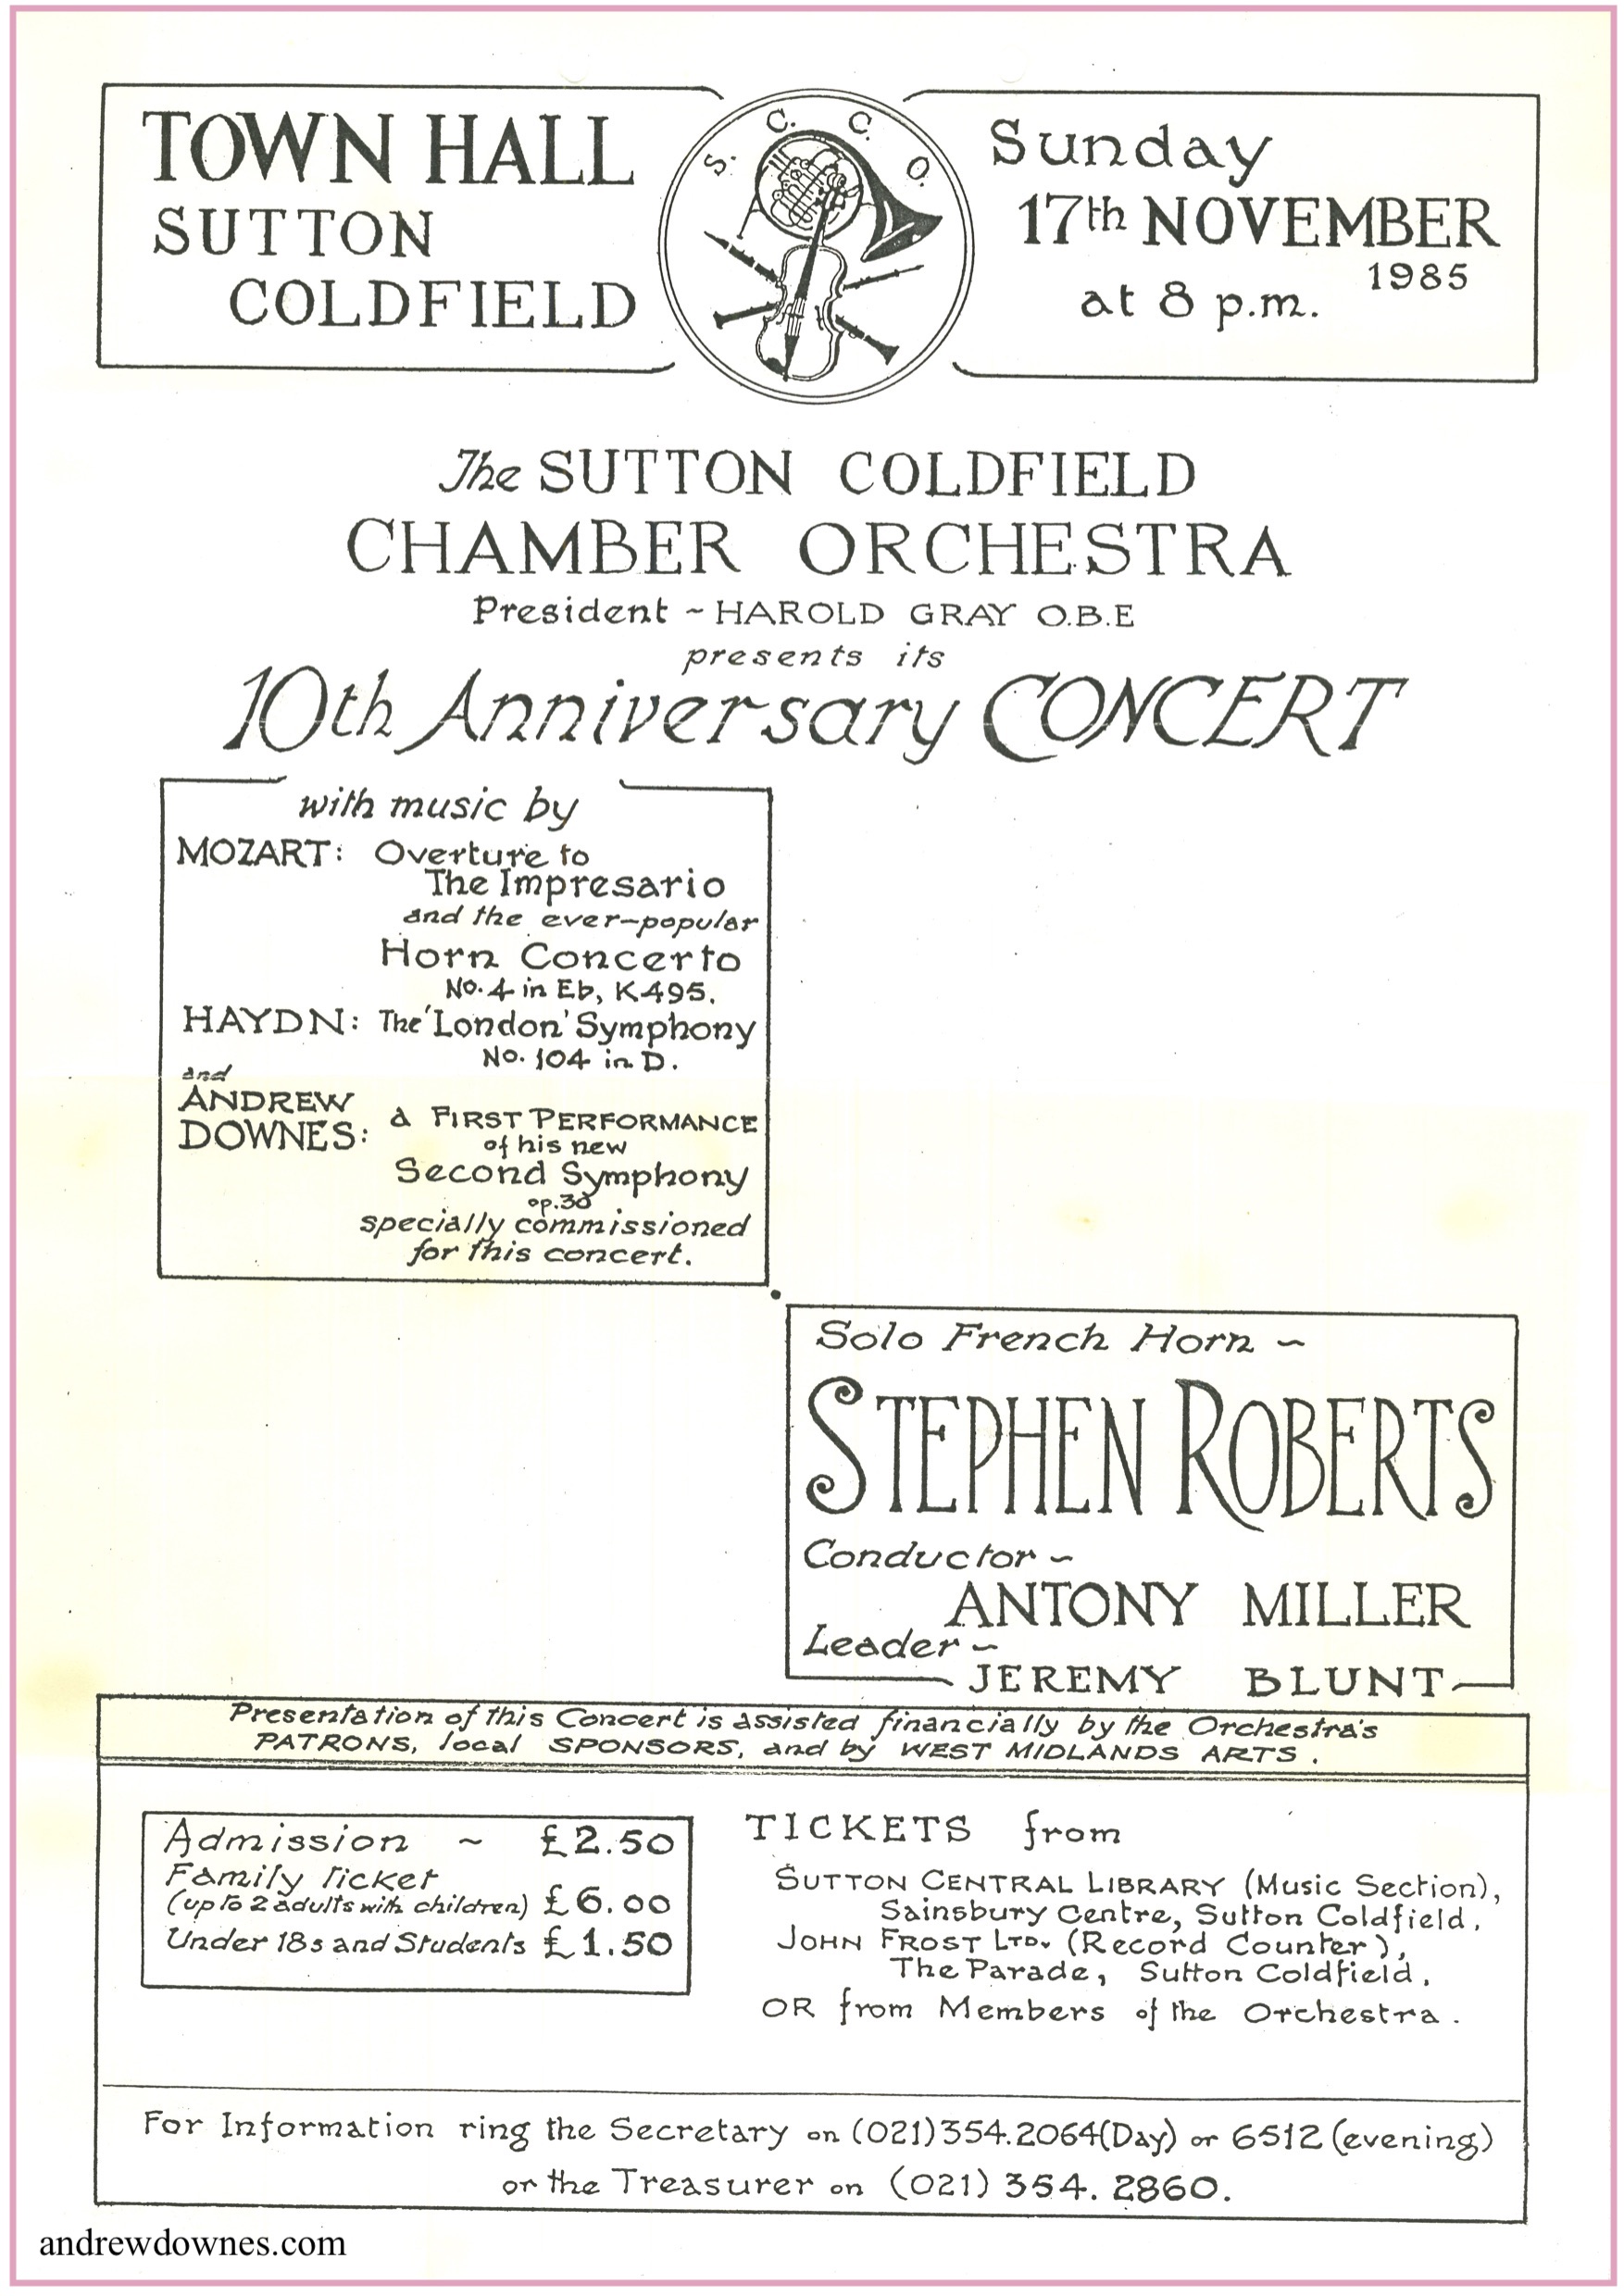 TOWN HALL
SUTTON
COLDFIELD
S. C. C. O.
Sunday
17th NOVEMBER
1985
at 8 p.m.
The SUTTON COLDFIELD
CHAMBER ORCHESTRA
President ~ HAROLD GRAY O.B.E
presents its
10th Anniversary CONCERT
with music by
MOZART: Overture to
The Impresario
and the ever-popular
Horn Concerto
No. 4 in Eb, K495.
HAYDN: The 'London' Symphony
No. 104 in D.
and
ANDREW
DOWNES: a FIRST PERFORMANCE
of his new
Second Symphony
op.30
specially commissioned
for this concert.
Solo French Horn ~
STEPHEN ROBERTS
Conductor ~
ANTONY MILLER
Leader ~
JEREMY BLUNT
Presentation of this Concert is assisted financially by the Orchestra's
PATRONS, local SPONSORS, and by WEST MIDLANDS ARTS.
Admission ~ £2.50
Family Ticket
(up to 2 adults with children) £6.00
Under 18s and Students £1.50
TICKETS from
SUTTON CENTRAL LIBRARY (Music Section),
Sainsbury Centre, Sutton Coldfield.
JOHN FROST LTD. (Record Counter),
The Parade, Sutton Coldfield.
OR from Members of the Orchestra.
For Information ring the Secretary on (021)354.2064(Day) or 6512 (evening)
or the Treasurer on (021) 354. 2860.
andrewdownes.com